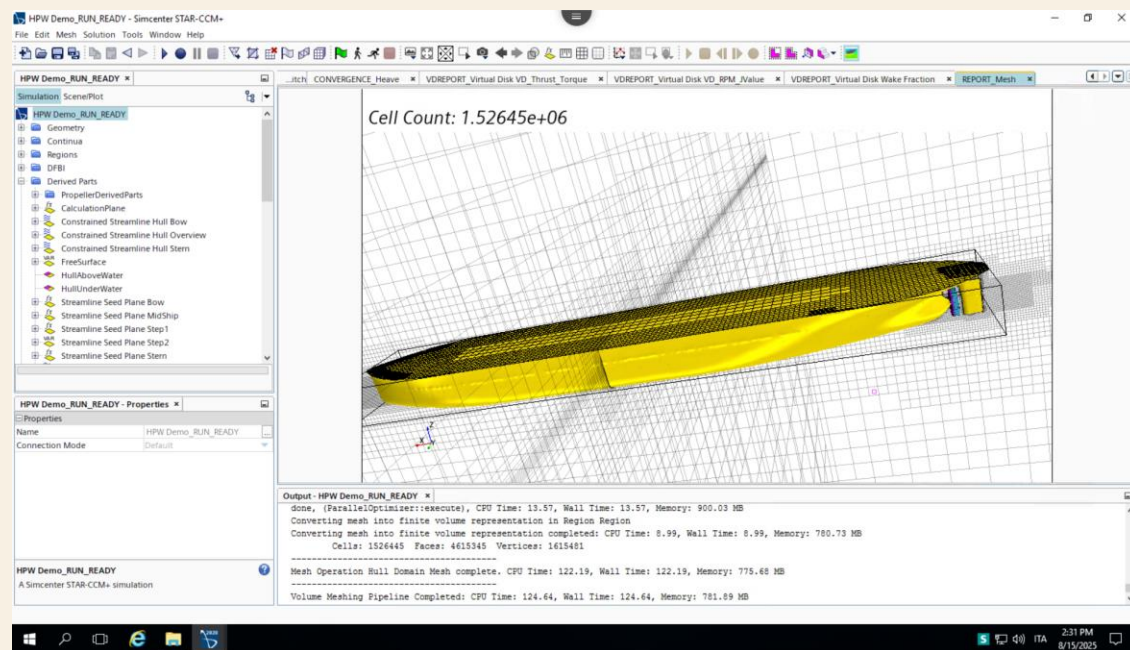 HPW Demo_RUN_READY - Simcenter STAR-CCM+
File Edit Mesh Solution Tools Window Help
HPW Demo_RUN_READY
...itch CONVERGENCE_Heave VDREPORT_Virtual Disk VD_Thrust_Torque VDREPORT_Virtual Disk VD_RPM_JValue VDREPORT_Virtual Disk Wake Fraction REPORT_Mesh
Simulation Scene/Plot
HPW Demo_RUN_READY
Geometry
Continua
Regions
DFBI
Derived Parts
PropellerDerivedParts
CalculationPlane
Constrained Streamline Hull Bow
Constrained Streamline Hull Overview
Constrained Streamline Hull Stern
FreeSurface
HullAboveWater
HullUnderWater
Streamline Seed Plane Bow
Streamline Seed Plane MidShip
Streamline Seed Plane Step1
Streamline Seed Plane Step2
Streamline Seed Plane Stern
Cell Count: 1.52645e+06
Z
X
Y
HPW Demo_RUN_READY - Properties
Properties
Name HPW Demo_RUN_READY
Connection Mode Default
HPW Demo_RUN_READY
A Simcenter STAR-CCM+ simulation
Output - HPW Demo_RUN_READY
done, (ParallelOptimizer::execute), CPU Time: 13.57, Wall Time: 13.57, Memory: 900.03 MB
Converting mesh into finite volume representation in Region Region
Converting mesh into finite volume representation completed: CPU Time: 8.99, Wall Time: 8.99, Memory: 780.73 MB
Cells: 1526445 Faces: 4615345 Vertices: 1615481
----------------------------------------
Mesh Operation Hull Domain Mesh complete. CPU Time: 122.19, Wall Time: 122.19, Memory: 775.68 MB
----------------------------------------
Volume Meshing Pipeline Completed: CPU Time: 124.64, Wall Time: 124.64, Memory: 781.89 MB
ITA
2:31 PM
8/15/2025